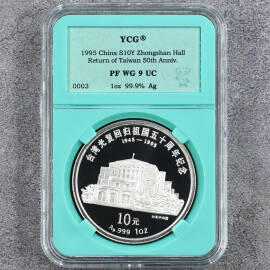 YCG®
1995 China S10Y Zhongshan Hall
Return of Taiwan 50th Anniv.
PF WG 9 UC
0003
1oz 99.9% Ag
台湾光复回归祖国五十周年纪念
1945-1995
10元
Ag 999 1oz